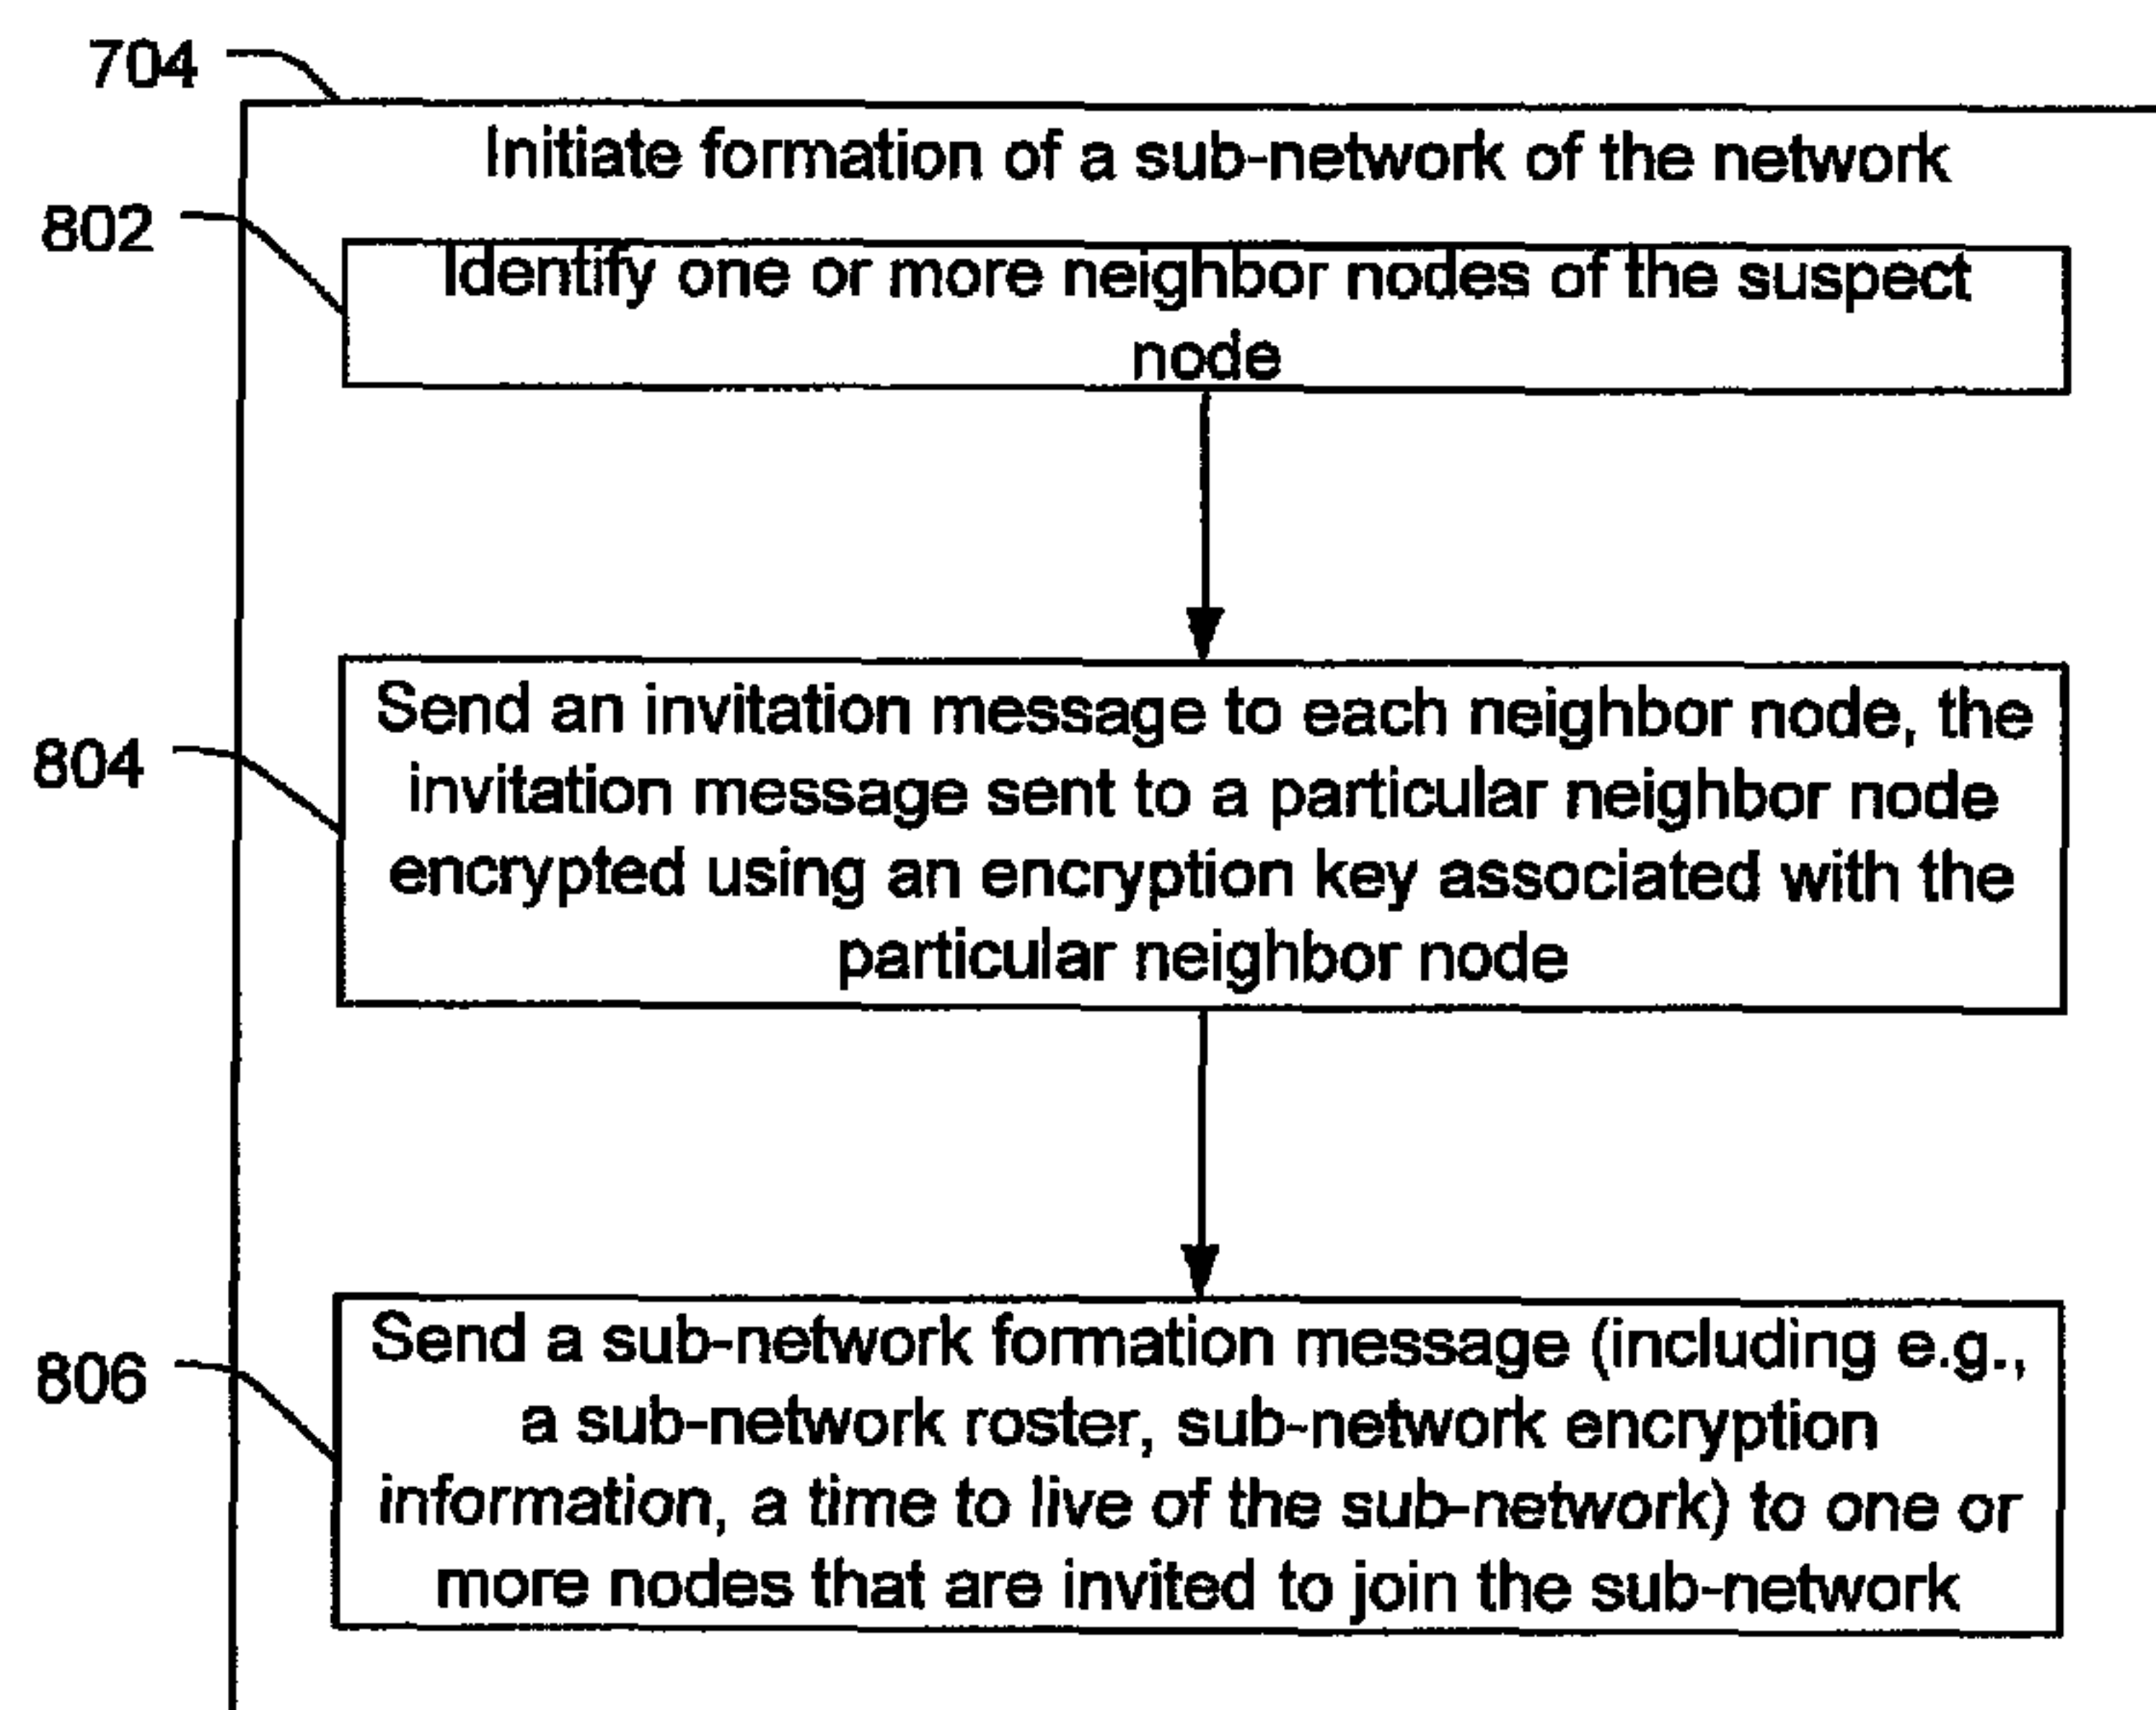 704
Initiate formation of a sub-network of the network
802
Identify one or more neighbor nodes of the suspect
node
804
Send an invitation message to each neighbor node, the
invitation message sent to a particular neighbor node
encrypted using an encryption key associated with the
particular neighbor node
806
Send a sub-network formation message (including e.g.,
a sub-network roster, sub-network encryption
information, a time to live of the sub-network) to one or
more nodes that are invited to join the sub-network